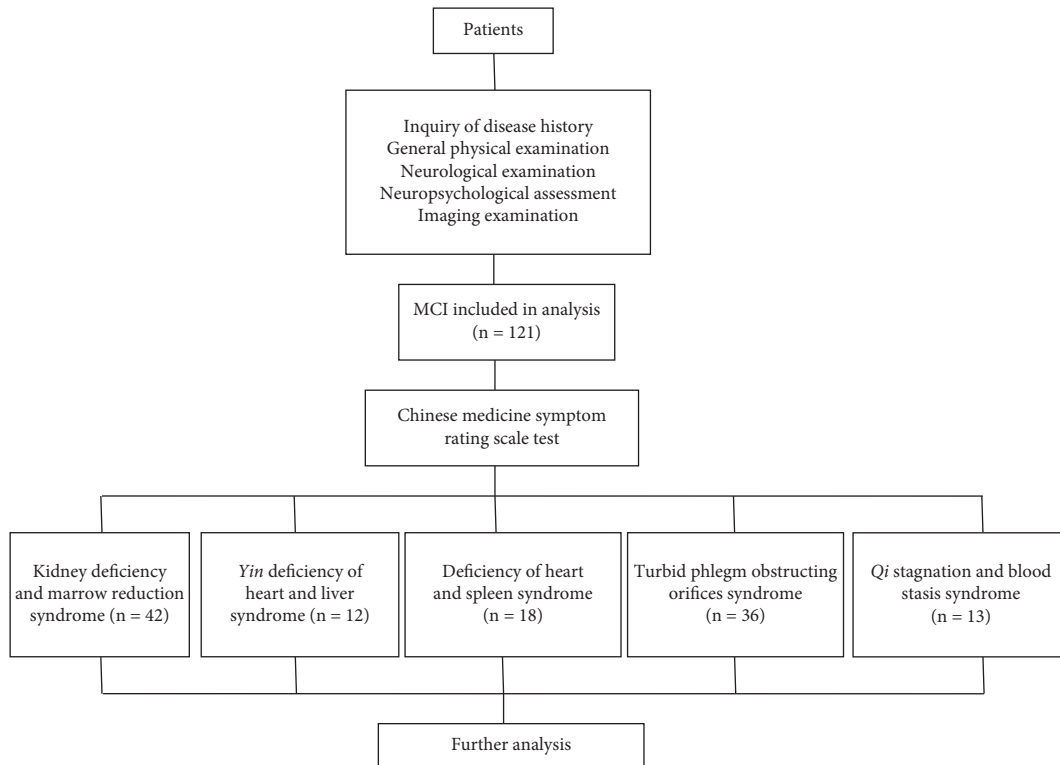 Patients
Inquiry of disease history
General physical examination
Neurological examination
Neuropsychological assessment
Imaging examination
MCI included in analysis
(n = 121)
Chinese medicine symptom
rating scale test
Kidney deficiency
and marrow reduction
syndrome (n = 42)
Yin deficiency of
heart and liver
syndrome (n = 12)
Deficiency of heart
and spleen syndrome
(n = 18)
Turbid phlegm obstructing
orifices syndrome
(n = 36)
Qi stagnation and blood
stasis syndrome
(n = 13)
Further analysis